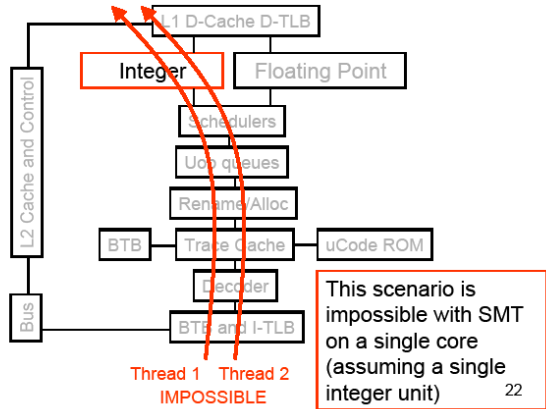 L1 D-Cache D-TLB
Integer
Floating Point
L2 Cache and Control
Schedulers
Uop queues
Rename/Alloc
BTB
Trace Cache
uCode ROM
Decoder
Bus
BTB and I-TLB
Thread 1 Thread 2
IMPOSSIBLE
This scenario is
impossible with SMT
on a single core
(assuming a single
integer unit)
22